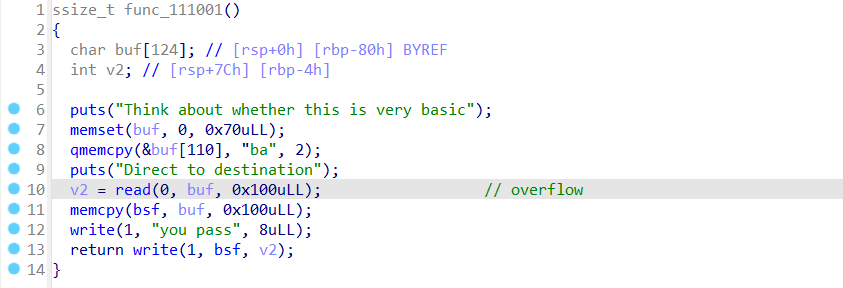 1 ssize_t func_111001()
2 {
3 char buf[124]; // [rsp+0h] [rbp-80h] BYREF
4 int v2; // [rsp+7Ch] [rbp-4h]
5
6 puts("Think about whether this is very basic");
7 memset(buf, 0, 0x70uLL);
8 qmemcpy(&buf[110], "ba", 2);
9 puts("Direct to destination");
10 v2 = read(0, buf, 0x100uLL); // overflow
11 memcpy(bsf, buf, 0x100uLL);
12 write(1, "you pass", 8uLL);
13 return write(1, bsf, v2);
14 }